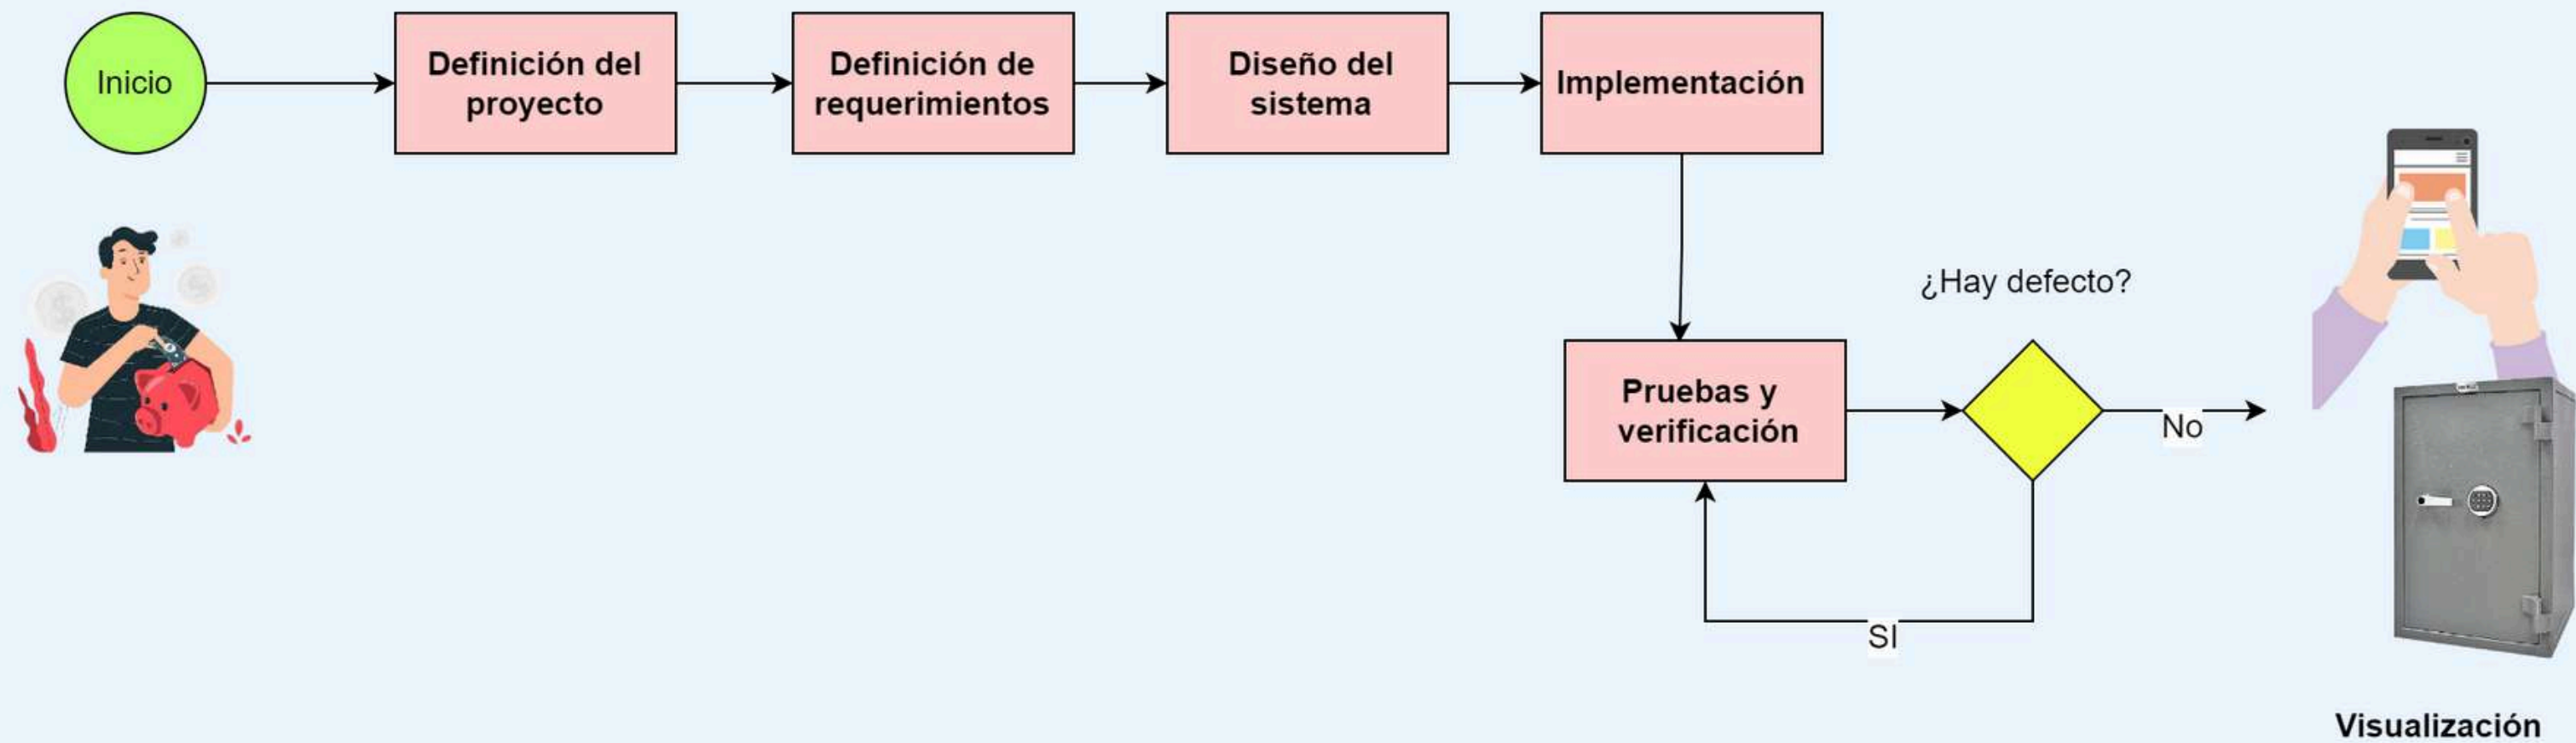 Inicio
Definición del
proyecto
Definición de
requerimientos
Diseño del
sistema
Implementación
¿Hay defecto?
Pruebas y
verificación
No
SI
Visualización